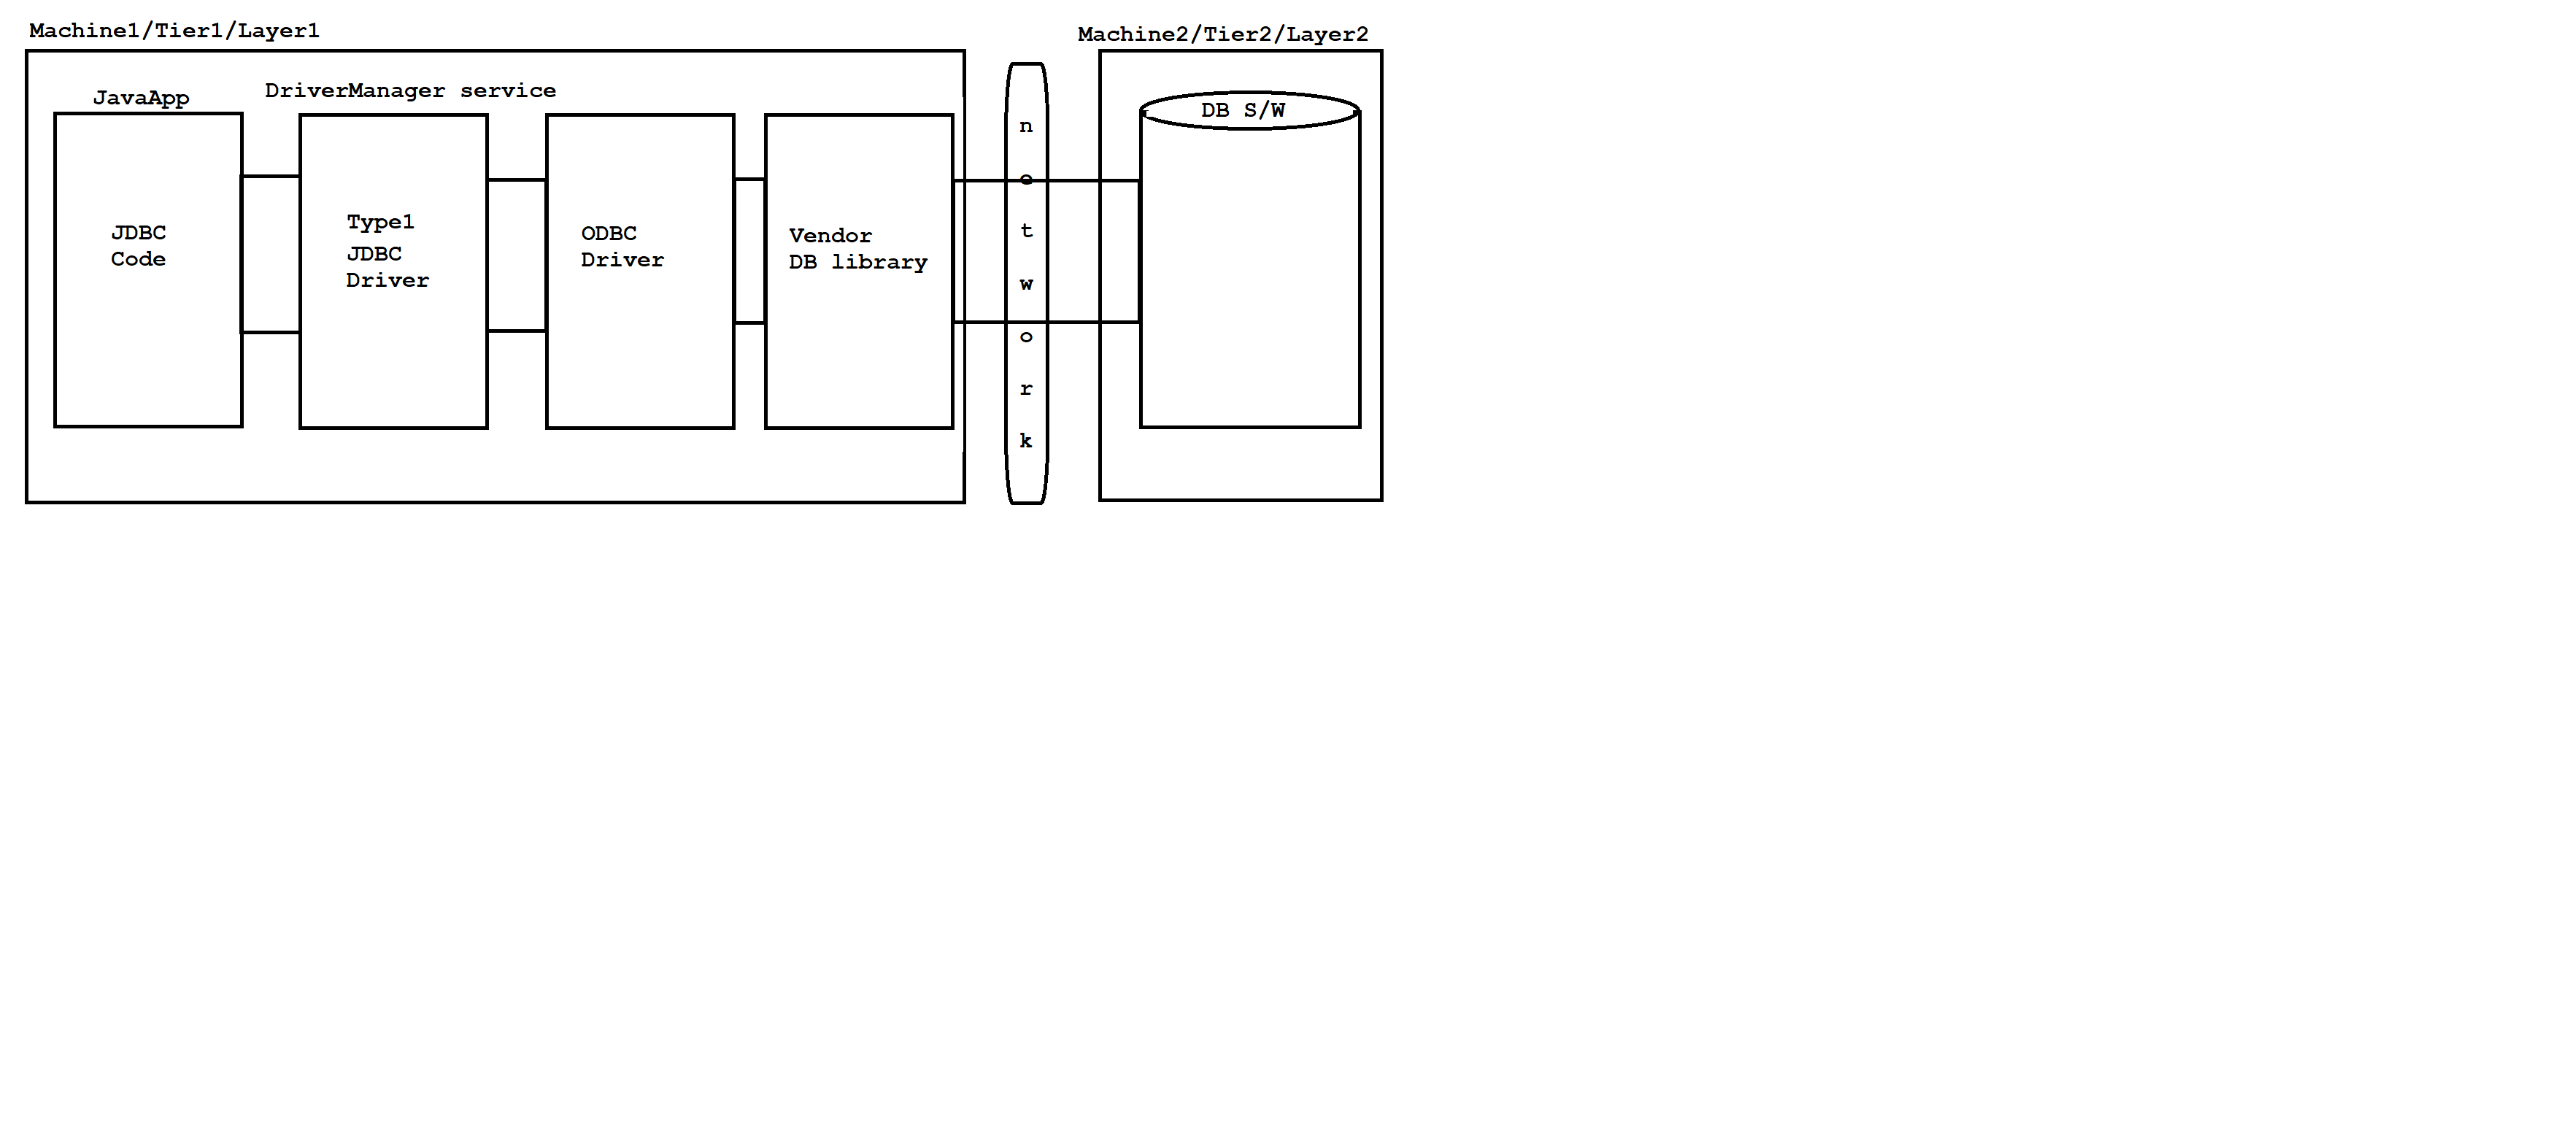 Machine1/Tier1/Layer1
Machine2/Tier2/Layer2
JavaApp
DriverManager service
JDBC
Code
Type1
JDBC
Driver
ODBC
Driver
Vendor
DB library
n
e
t
w
o
r
k
DB S/W